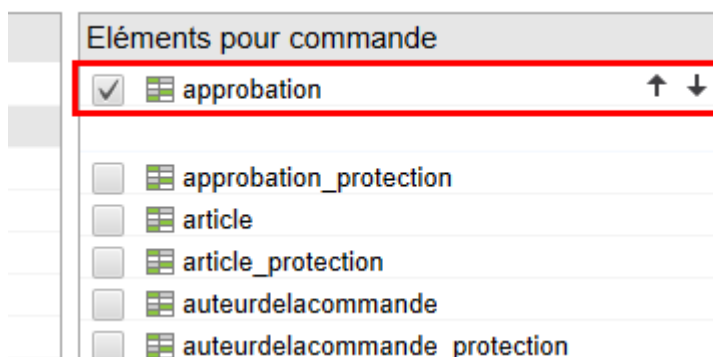 Eléments pour commande
approbation
approbation_protection
article
article_protection
auteurdelacommande
auteurdelacommande_protection